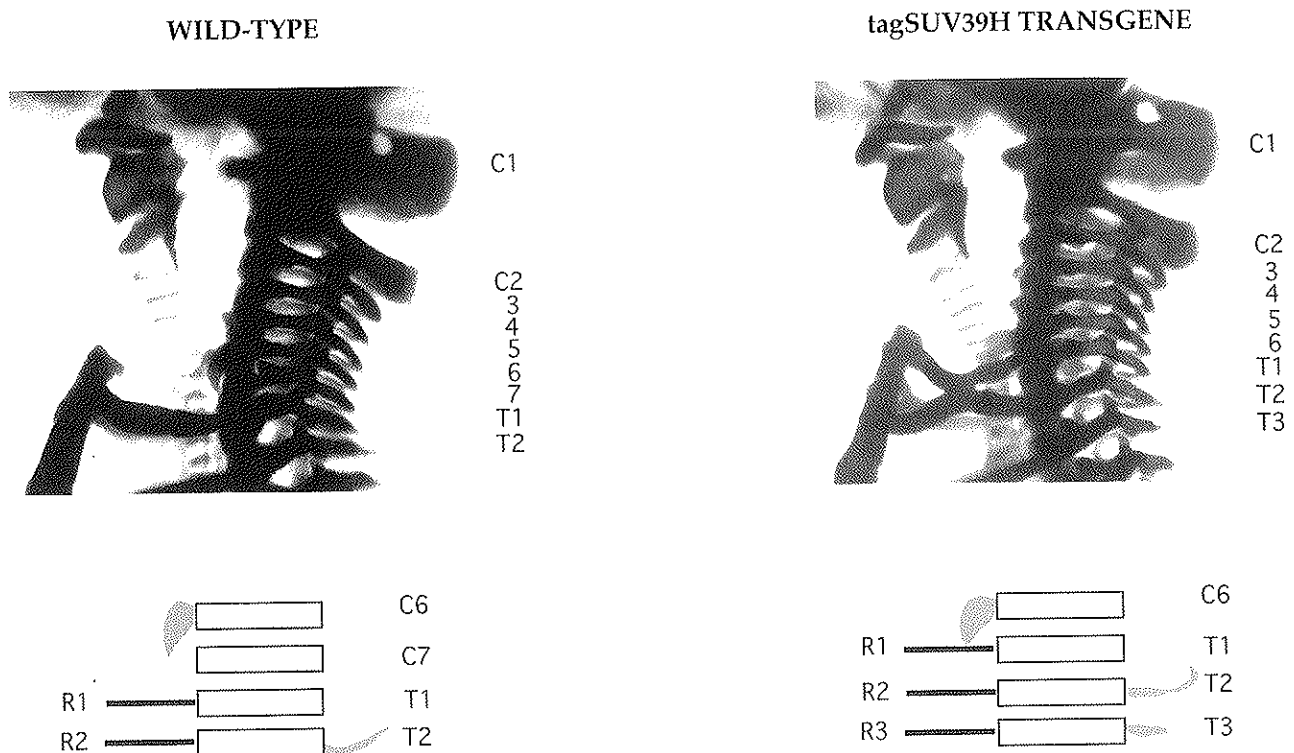 WILD-TYPE
tagSUV39H TRANSGENE
C1
C2
3
4
5
6
7
T1
T2
C1
C2
3
4
5
6
T1
T2
T3
C6
C7
R1 T1
R2 T2
C6
R1 T1
R2 T2
R3 T3